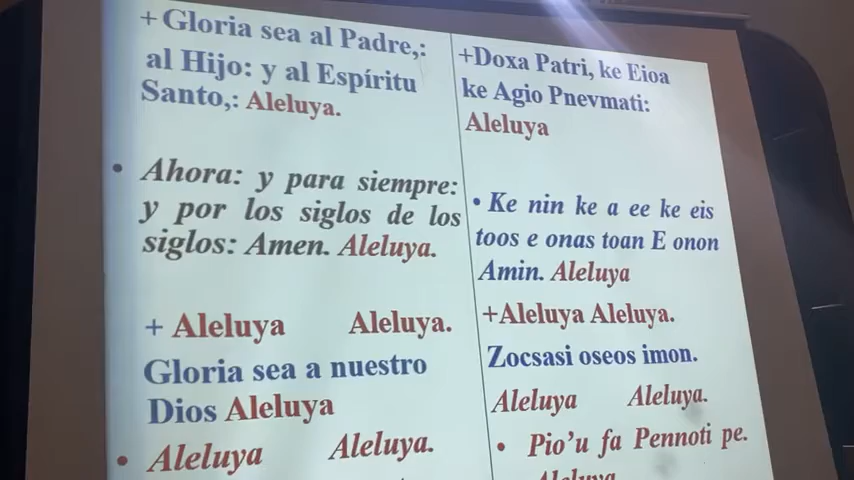 + Gloria sea al Padre,:
al Hijo: y al Espíritu
Santo,: Aleluya.
• Ahora: y para siempre:
y por los siglos de los
siglos: Amen. Aleluya.
+ Aleluya Aleluya.
Gloria sea a nuestro
Dios Aleluya
• Aleluya Aleluya.
+Doxa Patri, ke Eioa
ke Agio Pnevmati:
Aleluya
• Ke nin ke a ee ke eis
toos e onas toan E onon
Amin. Aleluya
+Aleluya Aleluya.
Zocsasi oseos imon.
Aleluya Aleluya.
• Pio'u fa Pennoti pe.
Aleluya